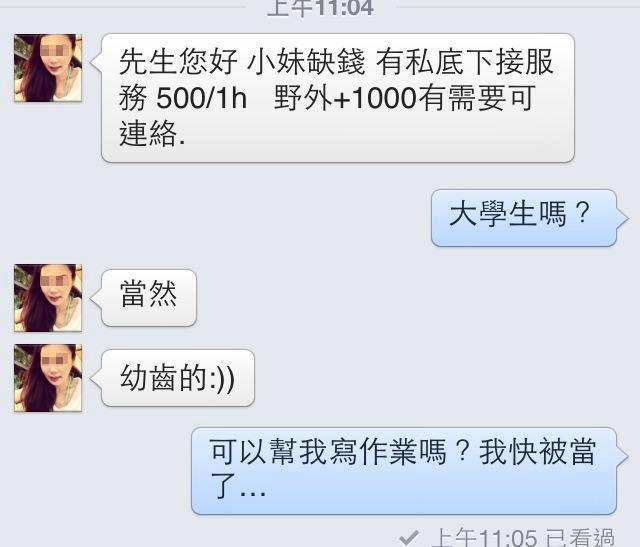 上午11:04
先生您好 小妹缺錢 有私底下接服
務 500/1h 野外+1000有需要可
連絡.
大學生嗎？
當然
幼齒的:))
可以幫我寫作業嗎？我快被當
了...
上午11:05 已看過